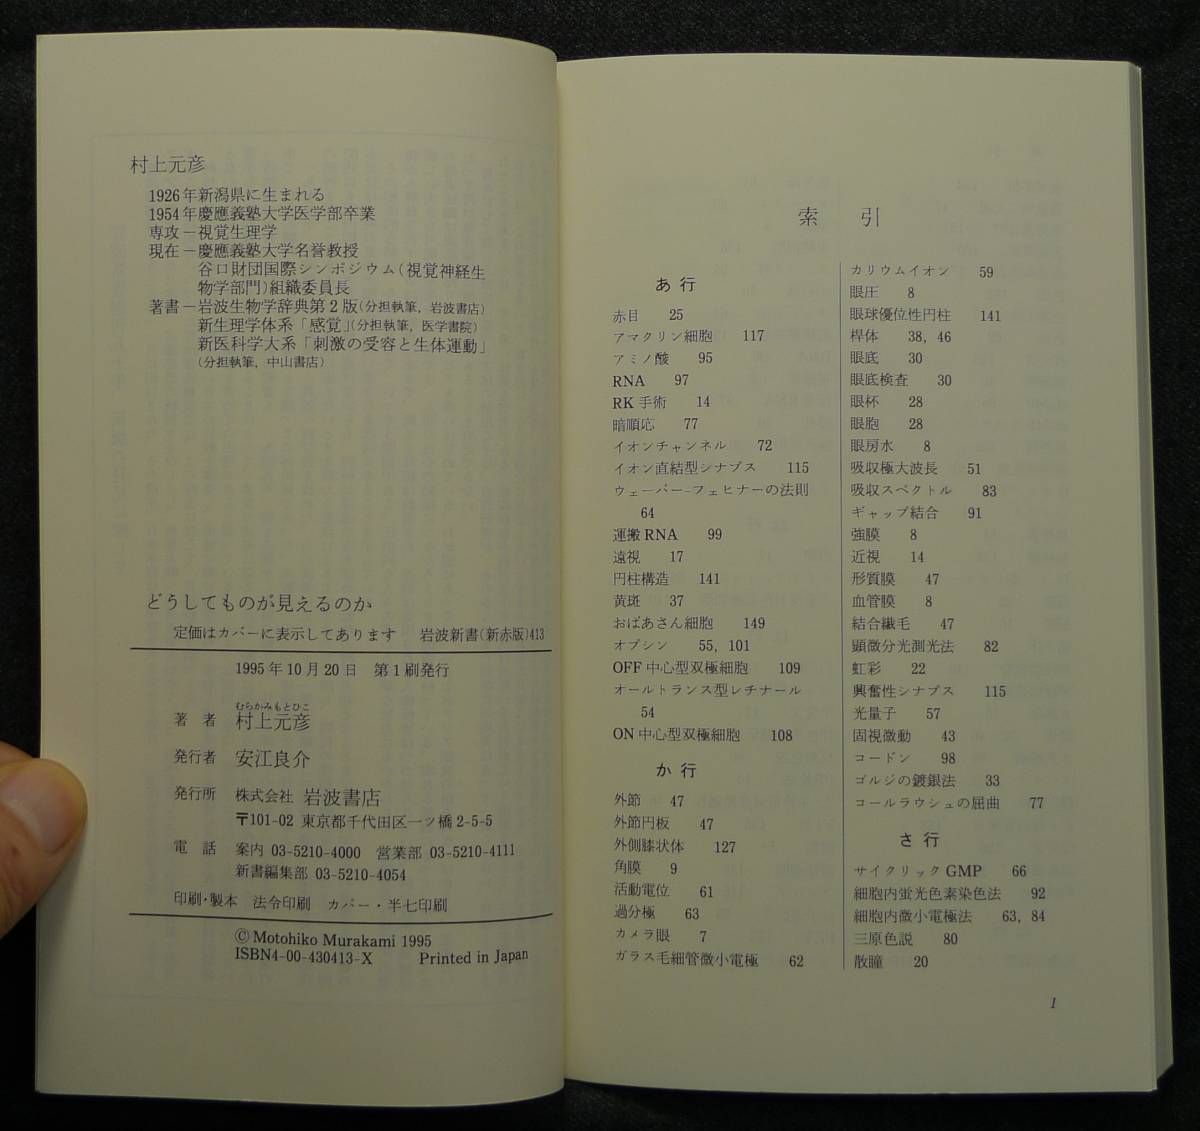 村上元彦
1926年新潟県に生まれる
1954年慶應義塾大学医学部卒業
専攻－視覚生理学
現在－慶應義塾大学名誉教授
谷口財団国際シンポジウム(視覚神経生
物学部門)組織委員長
著書－岩波生物学辞典第2版(分担執筆, 岩波書店)
新生理学体系「感覚」(分担執筆, 医学書院)
新医科学大系「刺激の受容と生体運動」
(分担執筆, 中山書店)
どうしてものが見えるのか
定価はカバーに表示してあります 岩波新書(新赤版)413
1995年10月20日 第1刷発行
むらかみもとひこ
著者 村上元彦
発行者 安江良介
発行所 株式会社 岩波書店
〒101-02 東京都千代田区一ツ橋2-5-5
電話 案内 03-5210-4000 営業部 03-5210-4111
新書編集部 03-5210-4054
印刷・製本 法令印刷 カバー・半七印刷
© Motohiko Murakami 1995
ISBN4-00-430413-X Printed in Japan
索引
あ行
赤目 25
アマクリン細胞 117
アミノ酸 95
RNA 97
RK手術 14
暗順応 77
イオンチャンネル 72
イオン直結型シナプス 115
ウェーバー-フェヒナーの法則
64
運搬RNA 99
遠視 17
円柱構造 141
黄斑 37
おばあさん細胞 149
オプシン 55, 101
OFF中心型双極細胞 109
オールトランス型レチナール
54
ON中心型双極細胞 108
か行
外節 47
外節円板 47
外側膝状体 127
角膜 9
活動電位 61
過分極 63
カメラ眼 7
ガラス毛細管微小電極 62
カリウムイオン 59
眼圧 8
眼球優位性円柱 141
桿体 38, 46
眼底 30
眼底検査 30
眼杯 28
眼胞 28
眼房水 8
吸収極大波長 51
吸収スペクトル 83
ギャップ結合 91
強膜 8
近視 14
形質膜 47
血管膜 8
結合繊毛 47
顕微分光測光法 82
虹彩 22
興奮性シナプス 115
光量子 57
固視微動 43
コードン 98
ゴルジの鍍銀法 33
コールラウシュの屈曲 77
さ行
サイクリックGMP 66
細胞内蛍光色素染色法 92
細胞内微小電極法 63, 84
三原色説 80
散瞳 20
1